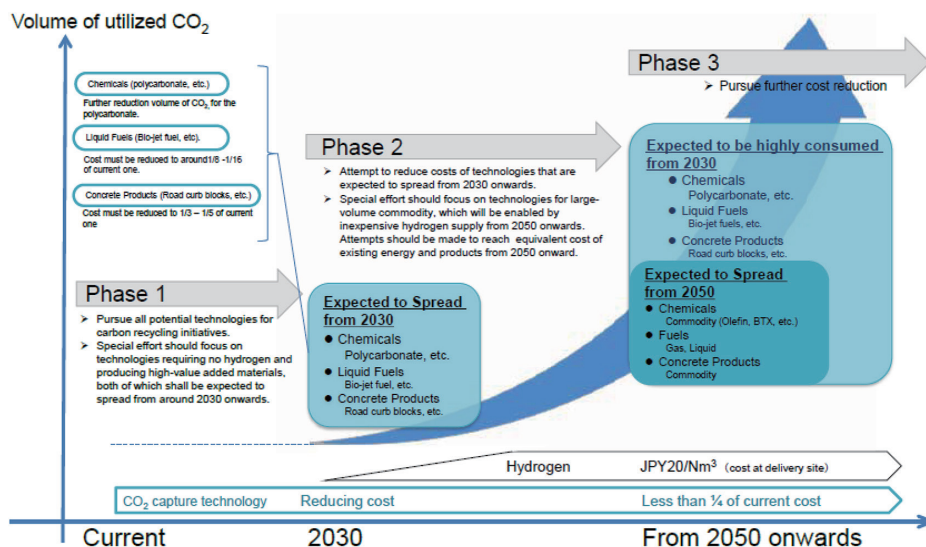 Volume of utilized CO₂
Chemicals (polycarbonate, etc.)
Further reduction volume of CO₂, for the
polycarbonate.
Liquid Fuels (Bio-jet fuel, etc).
Cost must be reduced to around1/8 -1/16
of current one.
Concrete Products (Road curb blocks, etc.)
Cost must be reduced to 1/3 – 1/5 of current
one
Phase 1
➤ Pursue all potential technologies for
carbon recycling initiatives.
➤ Special effort should focus on
technologies requiring no hydrogen and
producing high-value added materials,
both of which shall be expected to
spread from around 2030 onwards.
Phase 2
➤ Attempt to reduce costs of technologies that are
expected to spread from 2030 onwards.
➤ Special effort should focus on technologies for large-
volume commodity, which will be enabled by
inexpensive hydrogen supply from 2050 onwards.
Attempts should be made to reach equivalent cost of
existing energy and products from 2050 onward.
Expected to Spread
from 2030
● Chemicals
Polycarbonate, etc.
● Liquid Fuels
Bio-jet fuel, etc.
● Concrete Products
Road curb blocks, etc.
Phase 3
➤ Pursue further cost reduction
Expected to be highly consumed
from 2030
● Chemicals
Polycarbonate, etc.
● Liquid Fuels
Bio-jet fuels, etc.
● Concrete Products
Road curb blocks, etc.
Expected to Spread
from 2050
● Chemicals
Commodity (Olefin, BTX, etc.)
● Fuels
Gas, Liquid
● Concrete Products
Commodity
Hydrogen JPY20/Nm³ (cost at delivery site)
CO₂ capture technology Reducing cost Less than ¼ of current cost
Current 2030 From 2050 onwards